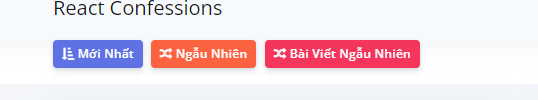 React Confessions
Mới Nhất
Ngẫu Nhiên
Bài Viết Ngẫu Nhiên